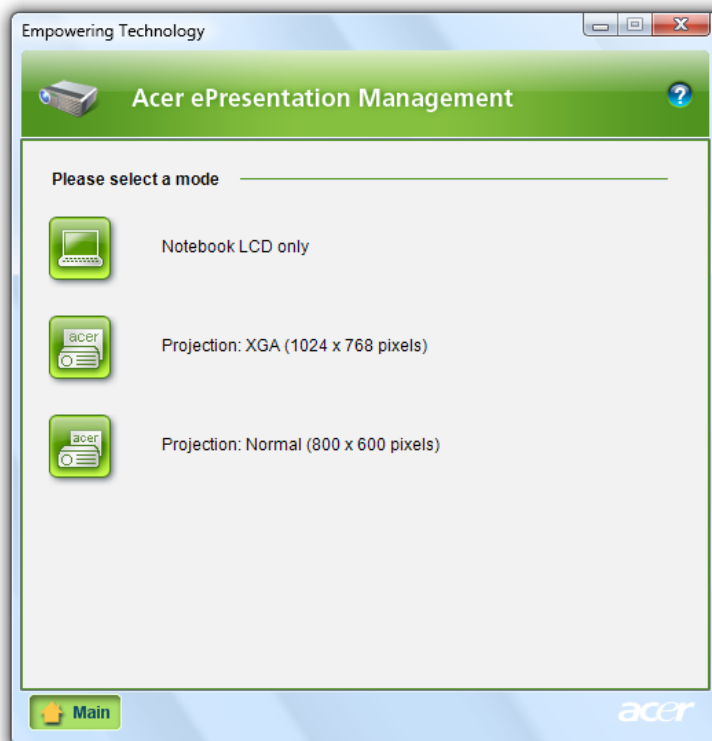 Empowering Technology
Acer ePresentation Management
?
Please select a mode
Notebook LCD only
acer
Projection: XGA (1024 x 768 pixels)
acer
Projection: Normal (800 x 600 pixels)
Main
acer